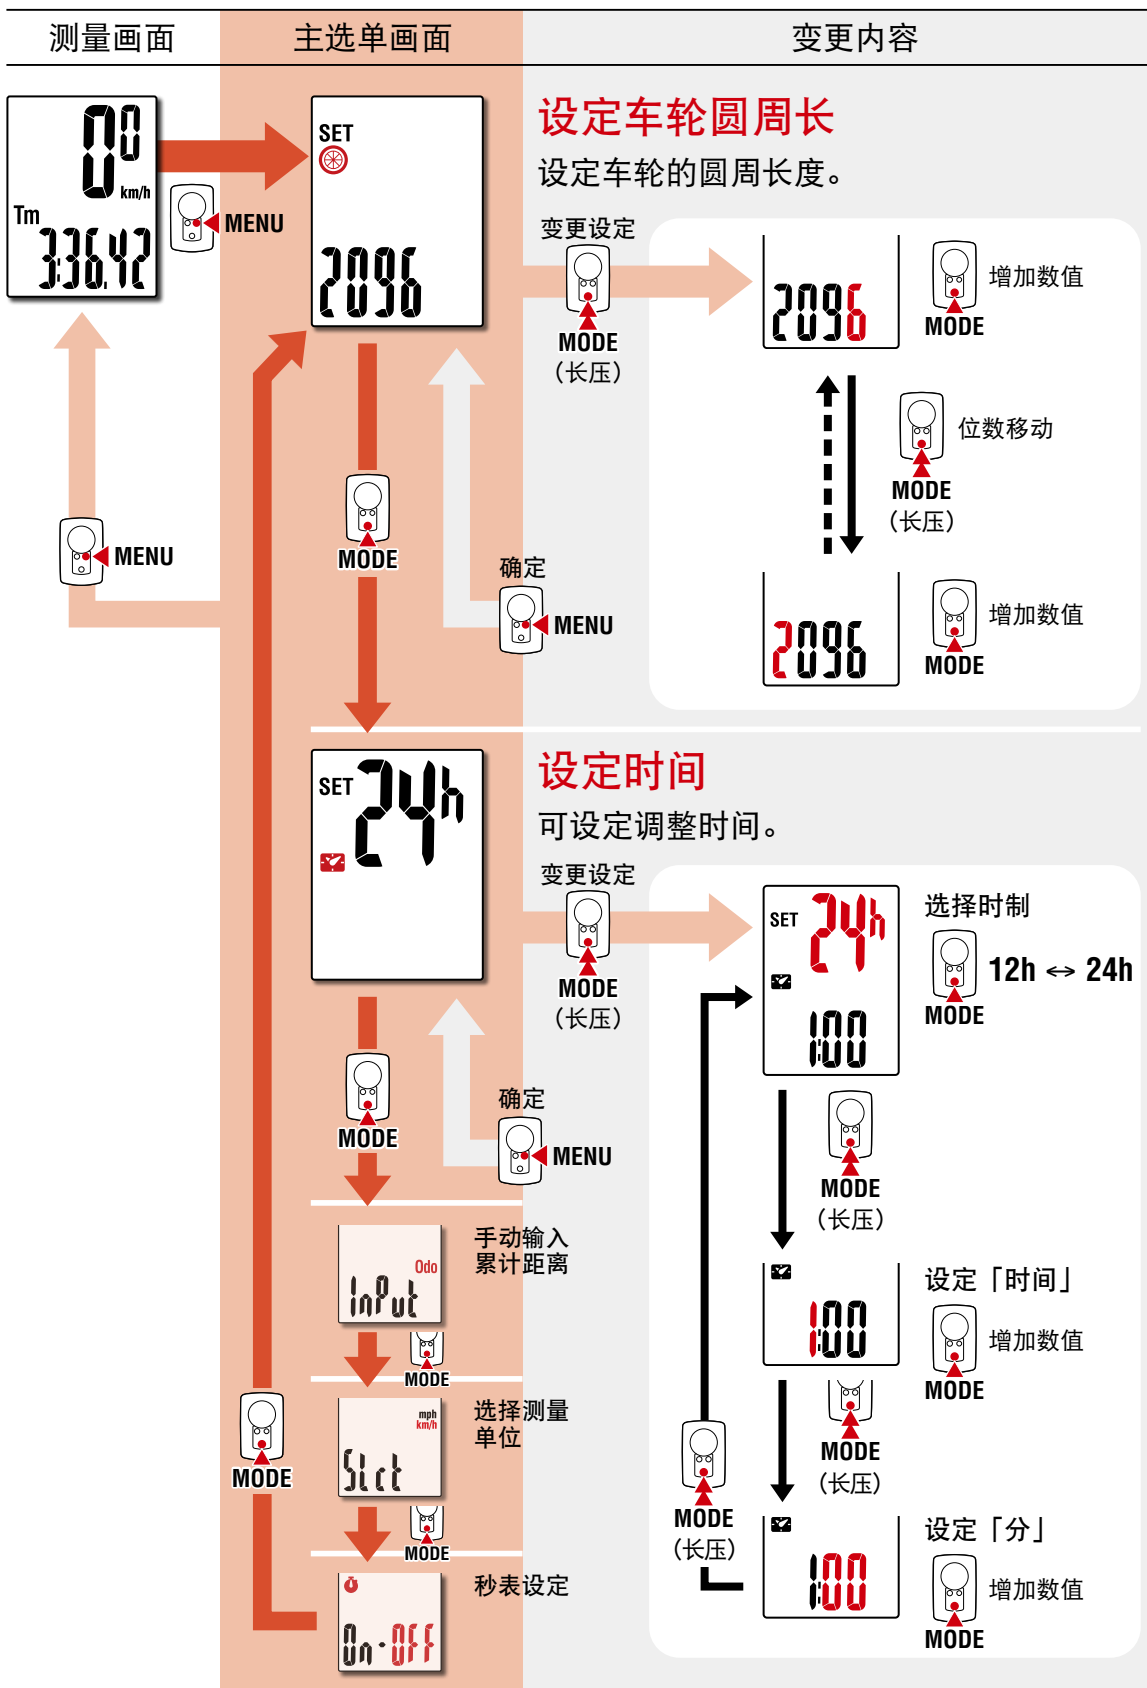 测量画面
主选单画面
变更内容
0.0
km/h
Tm
3:36.42
MENU
SET
2096
设定车轮圆周长
设定车轮的圆周长度。
变更设定
MODE
（长压）
2096
增加数值
MODE
位数移动
MODE
（长压）
2096
增加数值
MODE
MENU
MODE
确定
MENU
SET
24h
设定时间
可设定调整时间。
变更设定
MODE
（长压）
SET
24h
1:00
选择时制
12h ⇔ 24h
MODE
MODE
确定
MENU
MODE
（长压）
手动输入
累计距离
Odo
InPut
MODE
1:00
设定「时间」
增加数值
MODE
选择测量
单位
mph
km/h
Slct
MODE
MODE
MODE
（长压）
MODE
（长压）
秒表设定
On-OFF
1:00
设定「分」
增加数值
MODE